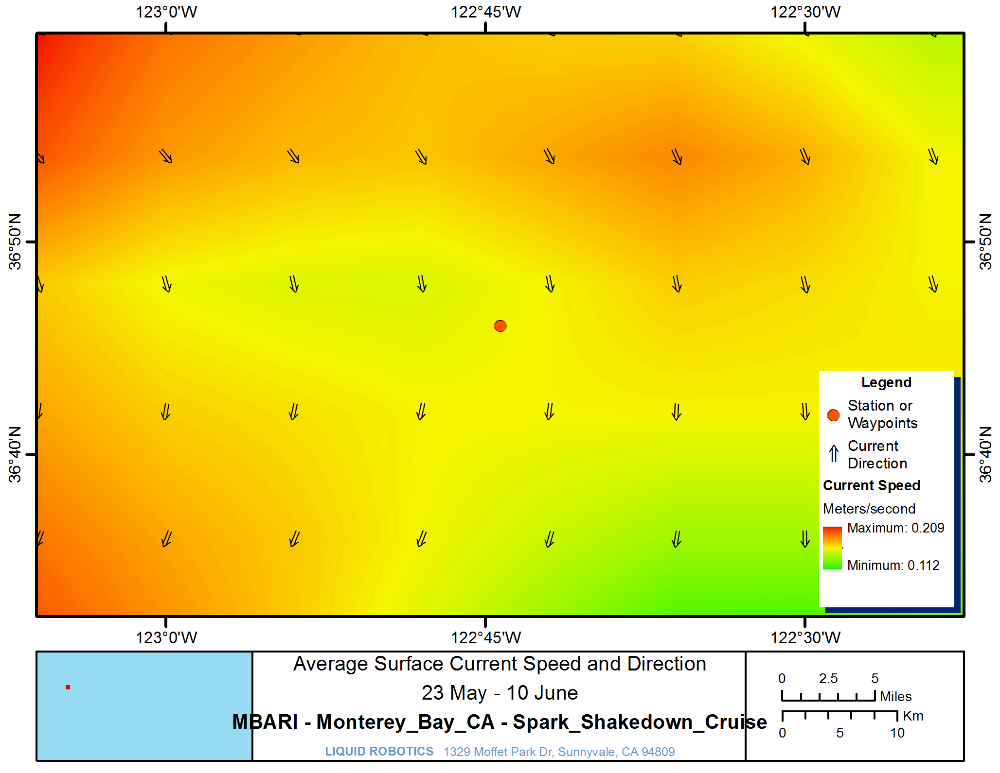 123°0'W 122°45'W 122°30'W
36°50'N 36°50'N
36°40'N 36°40'N
Legend
Station or
Waypoints
Current
Direction
Current Speed
Meters/second
Maximum: 0.209
Minimum: 0.112
123°0'W 122°45'W 122°30'W
Average Surface Current Speed and Direction
23 May - 10 June
MBARI - Monterey_Bay_CA - Spark_Shakedown_Cruise
LIQUID ROBOTICS 1329 Moffet Park Dr, Sunnyvale, CA 94809
0 2.5 5
Miles
Km
0 5 10